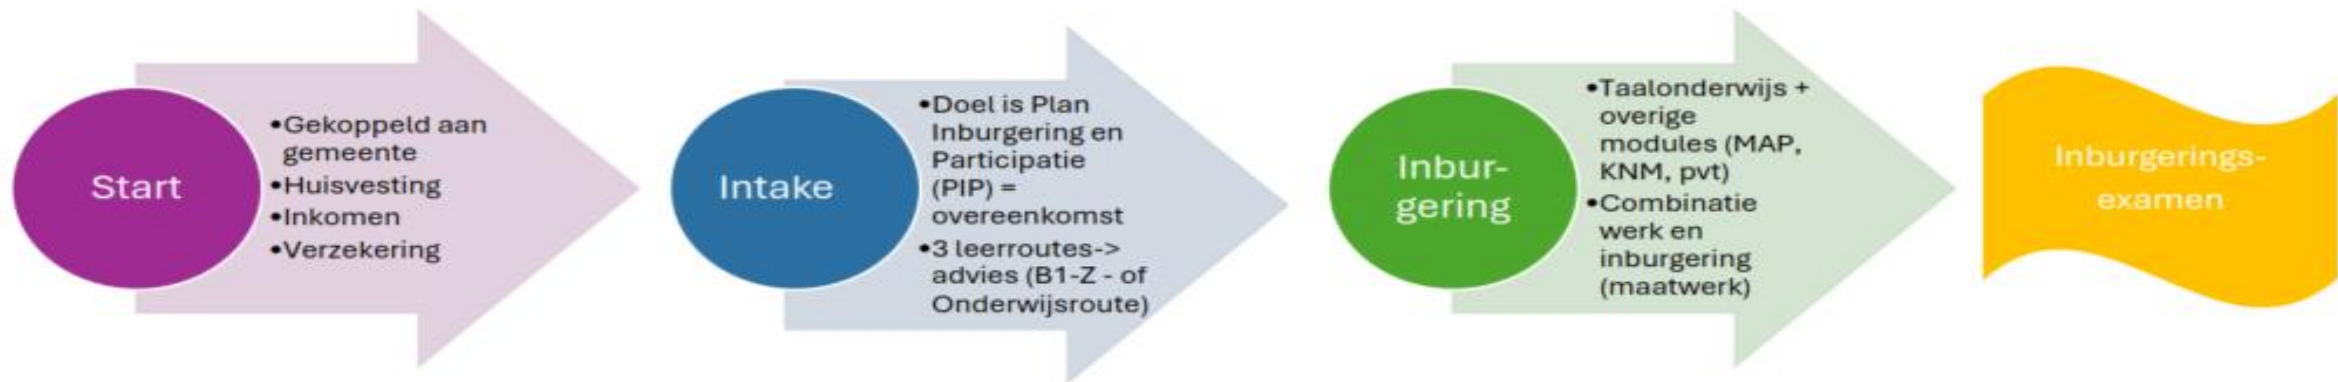 Start
•Gekoppeld aan
gemeente
•Huisvesting
•Inkomen
•Verzekering
Intake
•Doel is Plan
Inburgering en
Participatie
(PIP) =
overeenkomst
•3 leerroutes->
advies (B1-Z - of
Onderwijsroute)
Inbur-
gering
•Taalonderwijs +
overige
modules (MAP,
KNM, pvt)
•Combinatie
werk en
inburgering
(maatwerk)
Inburgerings-
examen